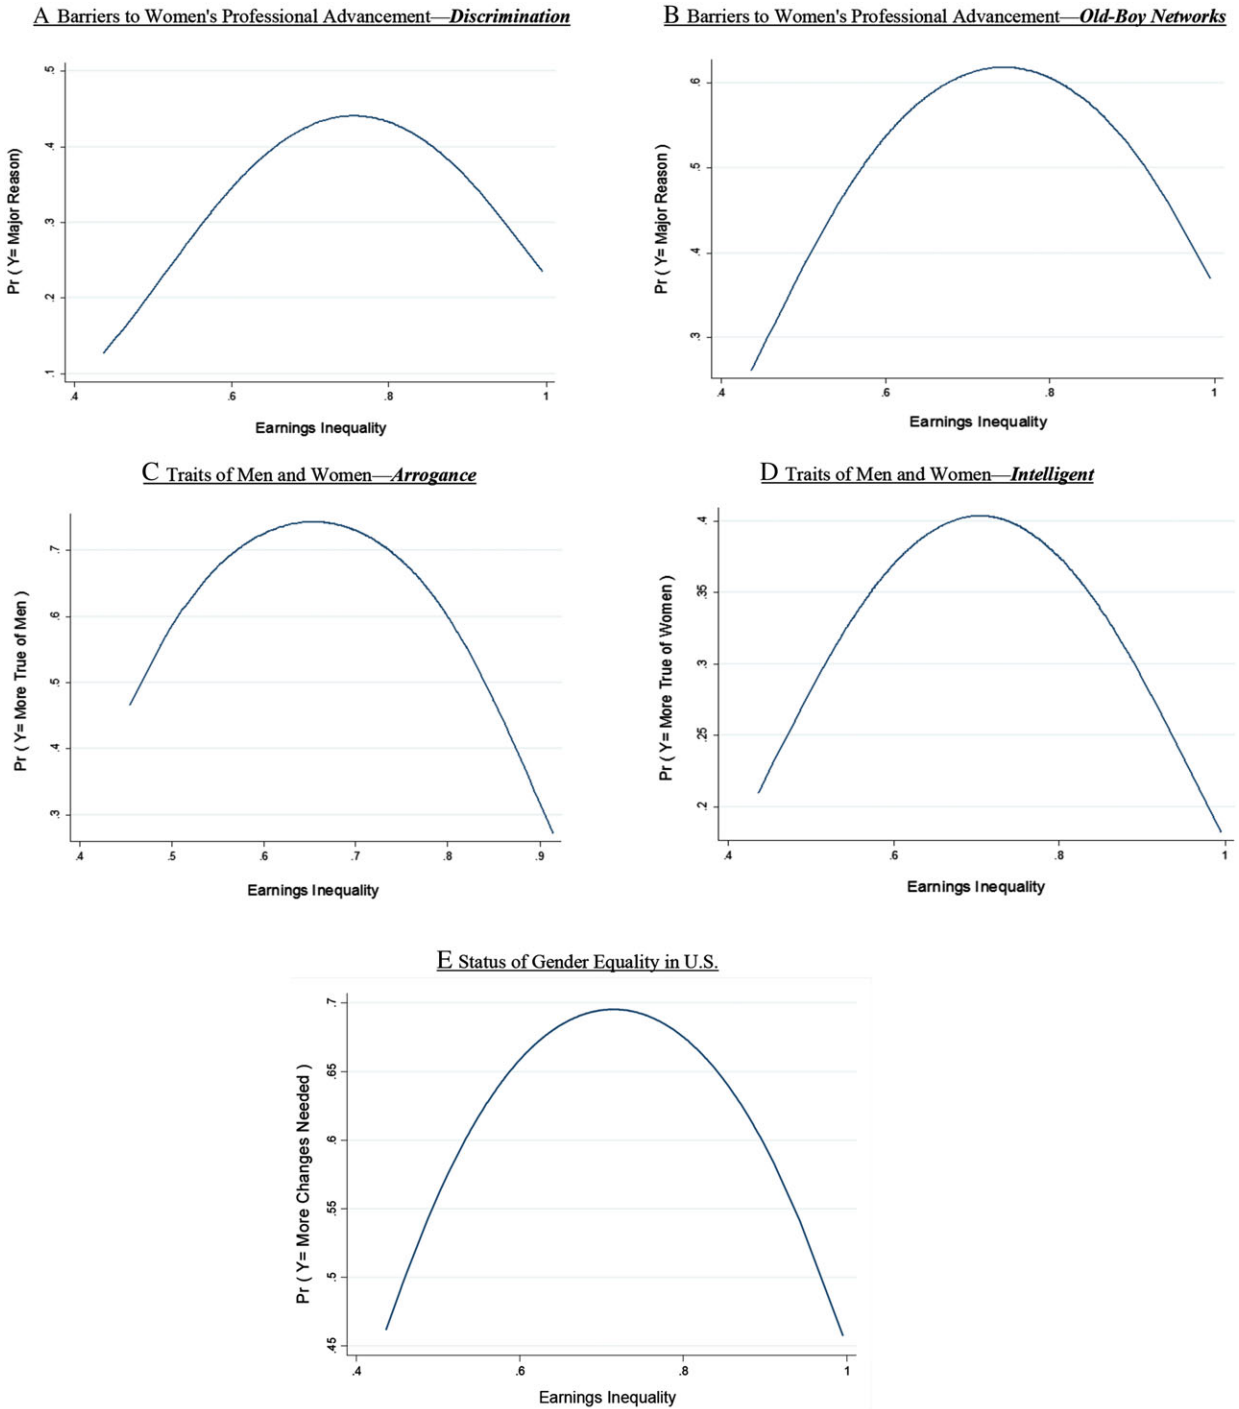 A Barriers to Women's Professional Advancement—Discrimination
.5
.4
.3
.2
.1
Pr ( Y= Major Reason)
.4 .6 .8 1
Earnings Inequality
B Barriers to Women's Professional Advancement—Old-Boy Networks
.6
.5
.4
.3
Pr ( Y= Major Reason )
.4 .6 .8 1
Earnings Inequality
C Traits of Men and Women—Arrogance
.7
.6
.5
.4
.3
Pr ( Y= More True of Men )
.4 .5 .6 .7 .8 .9
Earnings Inequality
D Traits of Men and Women—Intelligent
.4
.35
.3
.25
.2
Pr ( Y= More True of Women )
.4 .6 .8 1
Earnings Inequality
E Status of Gender Equality in U.S.
.7
.65
.6
.55
.5
.45
Pr ( Y= More Changes Needed )
.4 .6 .8 1
Earnings Inequality